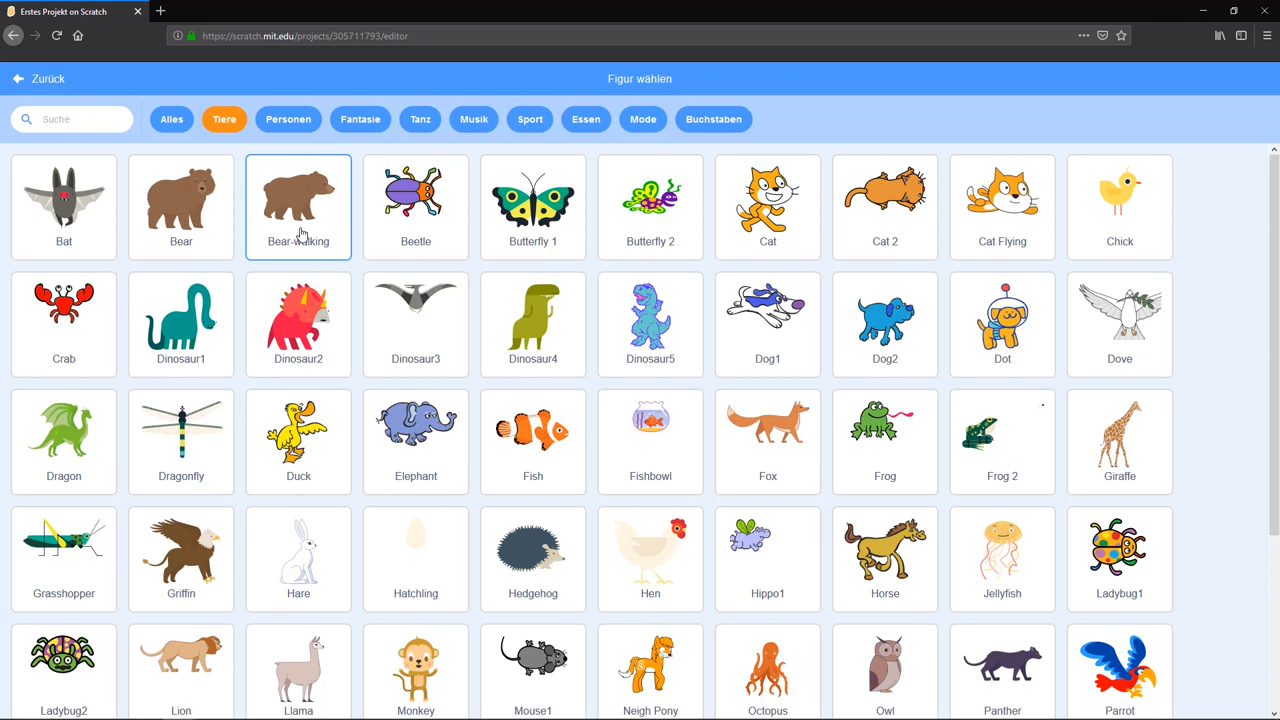 Erstes Projekt on Scratch
https://scratch.mit.edu/projects/305711793/editor
Zurück
Figur wählen
Suche
Alles
Tiere
Personen
Fantasie
Tanz
Musik
Sport
Essen
Mode
Buchstaben
Bat
Bear
Bear-walking
Beetle
Butterfly 1
Butterfly 2
Cat
Cat 2
Cat Flying
Chick
Crab
Dinosaur1
Dinosaur2
Dinosaur3
Dinosaur4
Dinosaur5
Dog1
Dog2
Dot
Dove
Dragon
Dragonfly
Duck
Elephant
Fish
Fishbowl
Fox
Frog
Frog 2
Giraffe
Grasshopper
Griffin
Hare
Hatchling
Hedgehog
Hen
Hippo1
Horse
Jellyfish
Ladybug1
Ladybug2
Lion
Llama
Monkey
Mouse1
Neigh Pony
Octopus
Owl
Panther
Parrot